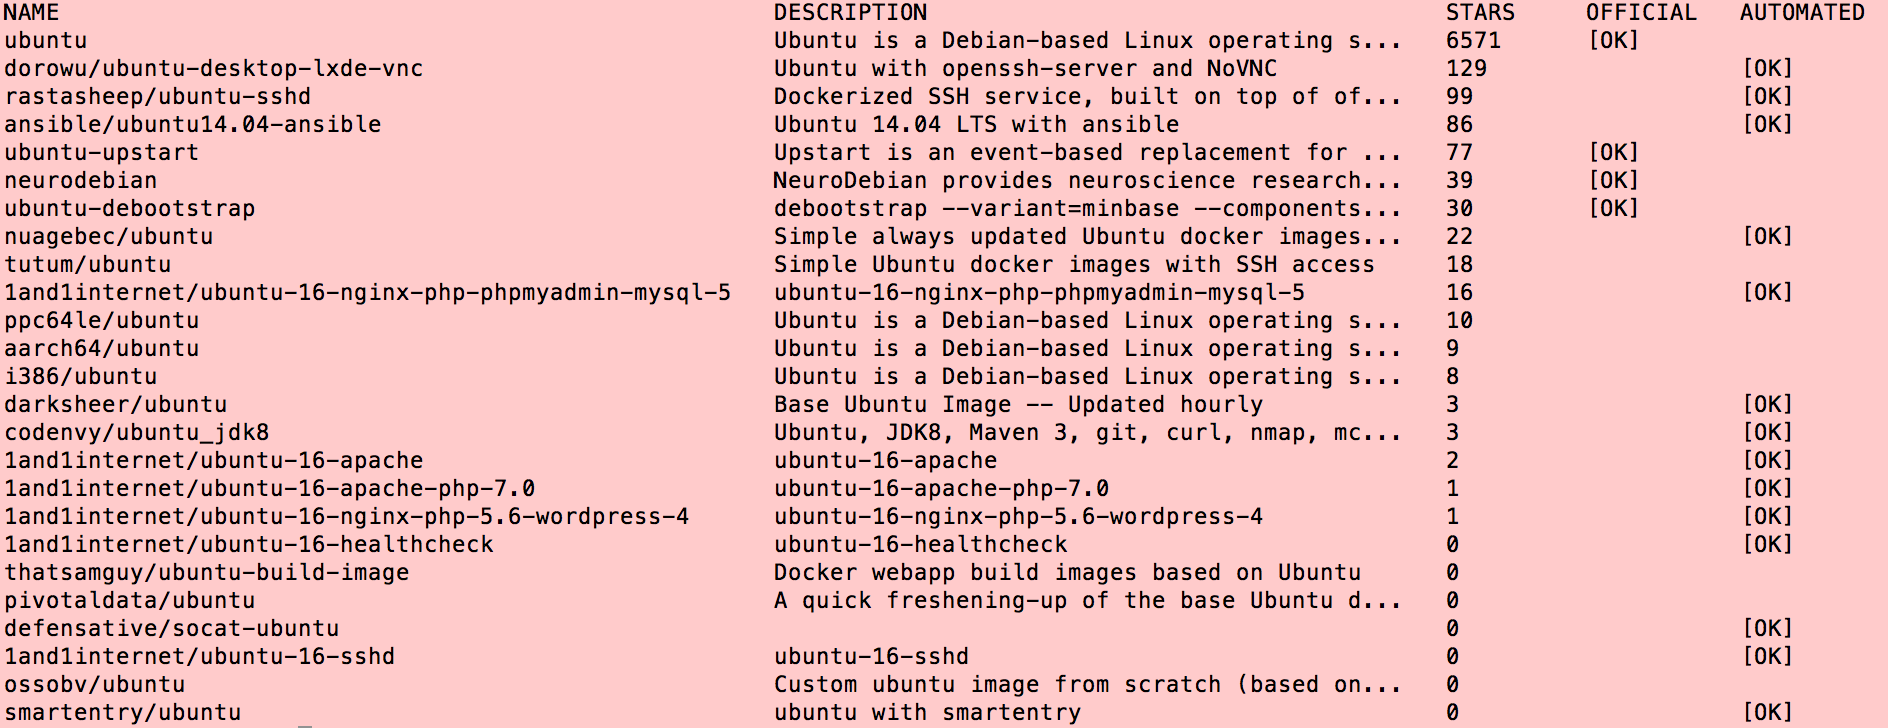 NAME DESCRIPTION STARS OFFICIAL AUTOMATED
ubuntu Ubuntu is a Debian-based Linux operating s... 6571 [OK]
dorowu/ubuntu-desktop-lxde-vnc Ubuntu with openssh-server and NoVNC 129 [OK]
rastasheep/ubuntu-sshd Dockerized SSH service, built on top of of... 99 [OK]
ansible/ubuntu14.04-ansible Ubuntu 14.04 LTS with ansible 86 [OK]
ubuntu-upstart Upstart is an event-based replacement for ... 77 [OK]
neurodebian NeuroDebian provides neuroscience research... 39 [OK]
ubuntu-debootstrap debootstrap --variant=minbase --components... 30 [OK]
nuagebec/ubuntu Simple always updated Ubuntu docker images... 22 [OK]
tutum/ubuntu Simple Ubuntu docker images with SSH access 18
1and1internet/ubuntu-16-nginx-php-phpmyadmin-mysql-5 ubuntu-16-nginx-php-phpmyadmin-mysql-5 16 [OK]
ppc64le/ubuntu Ubuntu is a Debian-based Linux operating s... 10
aarch64/ubuntu Ubuntu is a Debian-based Linux operating s... 9
i386/ubuntu Ubuntu is a Debian-based Linux operating s... 8
darksheer/ubuntu Base Ubuntu Image -- Updated hourly 3 [OK]
codenvy/ubuntu_jdk8 Ubuntu, JDK8, Maven 3, git, curl, nmap, mc... 3 [OK]
1and1internet/ubuntu-16-apache ubuntu-16-apache 2 [OK]
1and1internet/ubuntu-16-apache-php-7.0 ubuntu-16-apache-php-7.0 1 [OK]
1and1internet/ubuntu-16-nginx-php-5.6-wordpress-4 ubuntu-16-nginx-php-5.6-wordpress-4 1 [OK]
1and1internet/ubuntu-16-healthcheck ubuntu-16-healthcheck 0 [OK]
thatsamguy/ubuntu-build-image Docker webapp build images based on Ubuntu 0
pivotaldata/ubuntu A quick freshening-up of the base Ubuntu d... 0
defensative/socat-ubuntu 0 [OK]
1and1internet/ubuntu-16-sshd ubuntu-16-sshd 0 [OK]
ossobv/ubuntu Custom ubuntu image from scratch (based on... 0
smartentry/ubuntu ubuntu with smartentry 0 [OK]